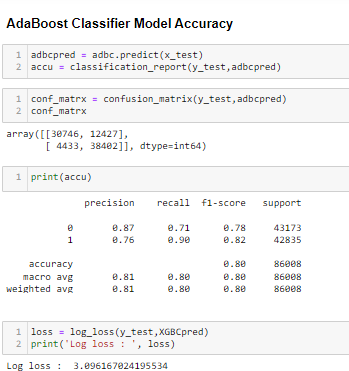 AdaBoost Classifier Model Accuracy
1 adbcpred = adbc.predict(x_test)
2 accu = classification_report(y_test,adbcpred)
1 conf_matrx = confusion_matrix(y_test,adbcpred)
2 conf_matrx
array([[30746, 12427],
[ 4433, 38402]], dtype=int64)
1 print(accu)
precision recall f1-score support
0 0.87 0.71 0.78 43173
1 0.76 0.90 0.82 42835
accuracy 0.80 86008
macro avg 0.81 0.80 0.80 86008
weighted avg 0.81 0.80 0.80 86008
1 loss = log_loss(y_test,XGBCpred)
2 print('Log loss : ', loss)
Log loss : 3.096167024195534